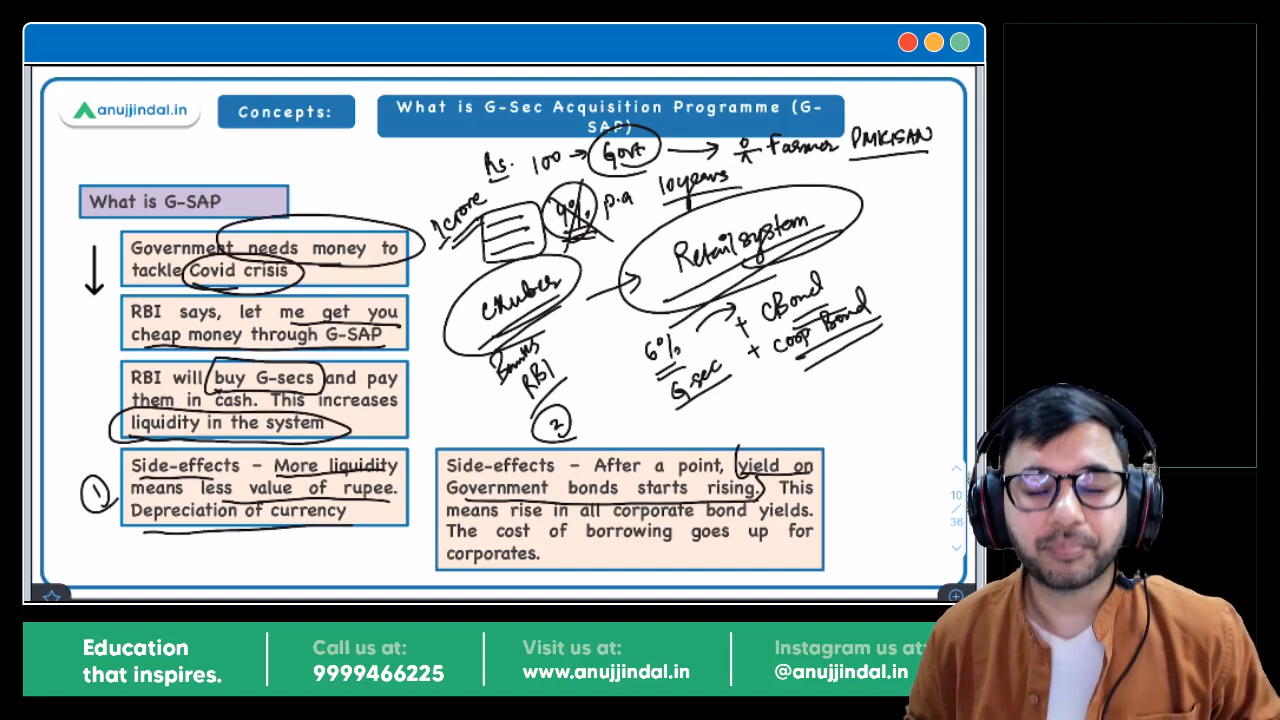 anujjindal.in
Concepts:
What is G-Sec Acquisition Programme (G-
SAP)
Rs. 100 → Govt → Farmer PMKISAN
10 years
1 crore
9% p.a
What is G-SAP
Government needs money to
tackle Covid crisis
RBI says, let me get you
cheap money through G-SAP
RBI will buy G-secs and pay
them in cash. This increases
liquidity in the system
Side-effects – More liquidity
means less value of rupee.
Depreciation of currency
1
Retail system
Banks
RBI
2
6%
G sec
+ C Bond
+ Coop Bond
Side-effects – After a point, yield on
Government bonds starts rising. This
means rise in all corporate bond yields.
The cost of borrowing goes up for
corporates.
10
/
36
Education
that inspires.
Call us at:
9999466225
Visit us at:
www.anujjindal.in
Instagram us at:
@anujjindal.in